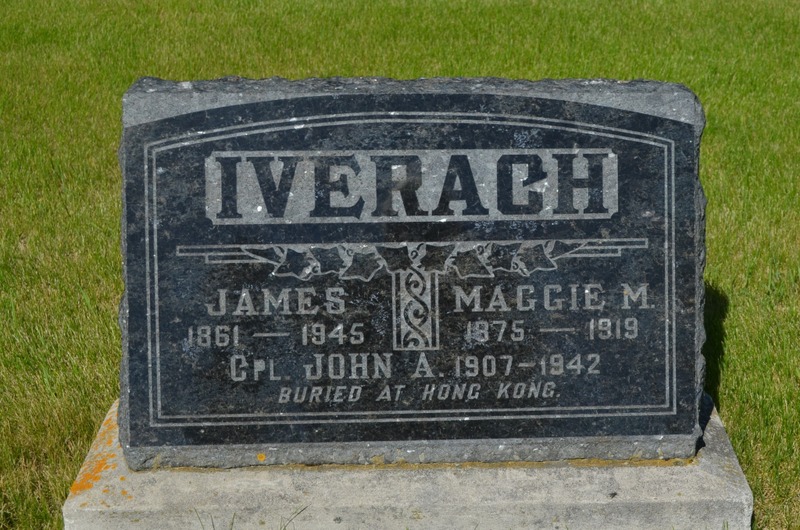 IVERACH
JAMES MAGGIE M.
1861 — 1945 1875 — 1919
CPL. JOHN A. 1907-1942
BURIED AT HONG KONG.